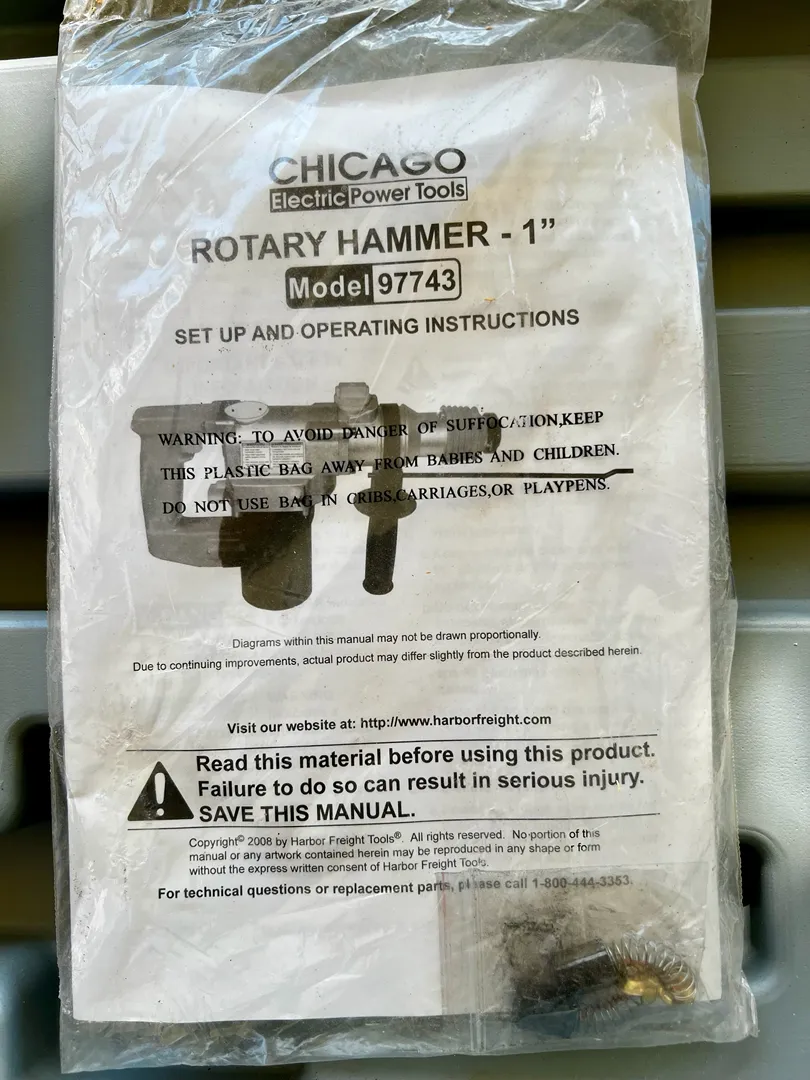 CHICAGO
Electric® Power Tools
ROTARY HAMMER - 1”
Model 97743
SET UP AND OPERATING INSTRUCTIONS
WARNING: TO AVOID DANGER OF SUFFOCATION,KEEP
THIS PLASTIC BAG AWAY FROM BABIES AND CHILDREN.
DO NOT USE BAG IN CRIBS,CARRIAGES,OR PLAYPENS.
Diagrams within this manual may not be drawn proportionally.
Due to continuing improvements, actual product may differ slightly from the product described herein.
Visit our website at: http://www.harborfreight.com
Read this material before using this product.
Failure to do so can result in serious injury.
SAVE THIS MANUAL.
Copyright© 2008 by Harbor Freight Tools®. All rights reserved. No portion of this
manual or any artwork contained herein may be reproduced in any shape or form
without the express written consent of Harbor Freight Tools.
For technical questions or replacement parts, please call 1-800-444-3353.